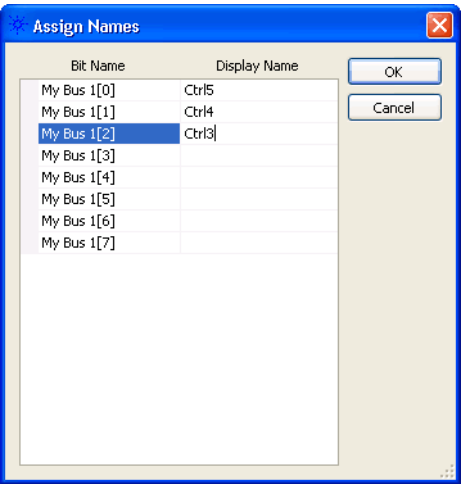 Assign Names
Bit Name Display Name
My Bus 1[0] Ctrl5
My Bus 1[1] Ctrl4
My Bus 1[2] Ctrl3
My Bus 1[3]
My Bus 1[4]
My Bus 1[5]
My Bus 1[6]
My Bus 1[7]
OK
Cancel